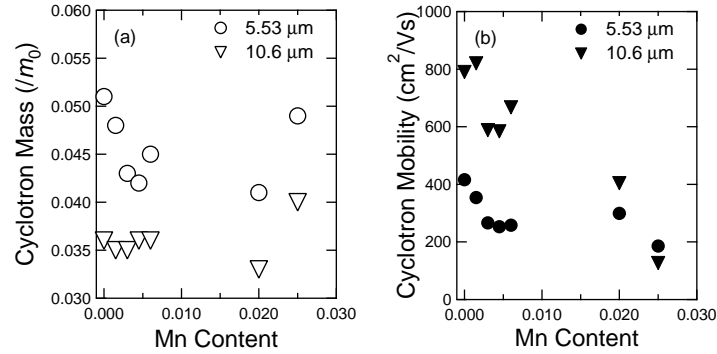 (a)
5.53 µm
10.6 µm
0.060
0.055
0.050
0.045
0.040
0.035
0.030
Cyclotron Mass (/m0)
0.000
0.010
0.020
0.030
Mn Content
(b)
5.53 µm
10.6 µm
1000
800
600
400
200
0
Cyclotron Mobility (cm²/Vs)
0.000
0.010
0.020
0.030
Mn Content